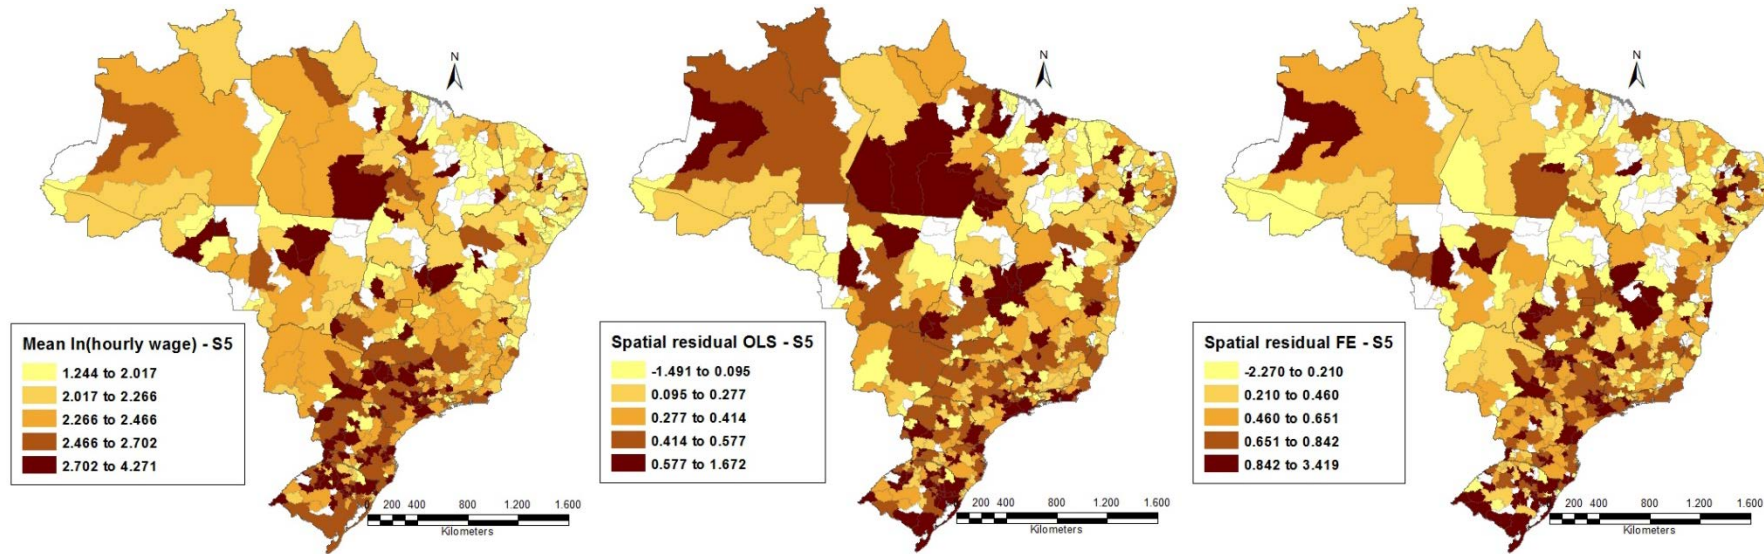 N
Mean ln(hourly wage) - S5
1.244 to 2.017
2.017 to 2.266
2.266 to 2.466
2.466 to 2.702
2.702 to 4.271
0 200 400 800 1.200 1.600
Kilometers
N
Spatial residual OLS - S5
-1.491 to 0.095
0.095 to 0.277
0.277 to 0.414
0.414 to 0.577
0.577 to 1.672
200 400 800 1.200 1.600
Kilometers
N
Spatial residual FE - S5
-2.270 to 0.210
0.210 to 0.460
0.460 to 0.651
0.651 to 0.842
0.842 to 3.419
200 400 800 1.200 1.600
Kilometers